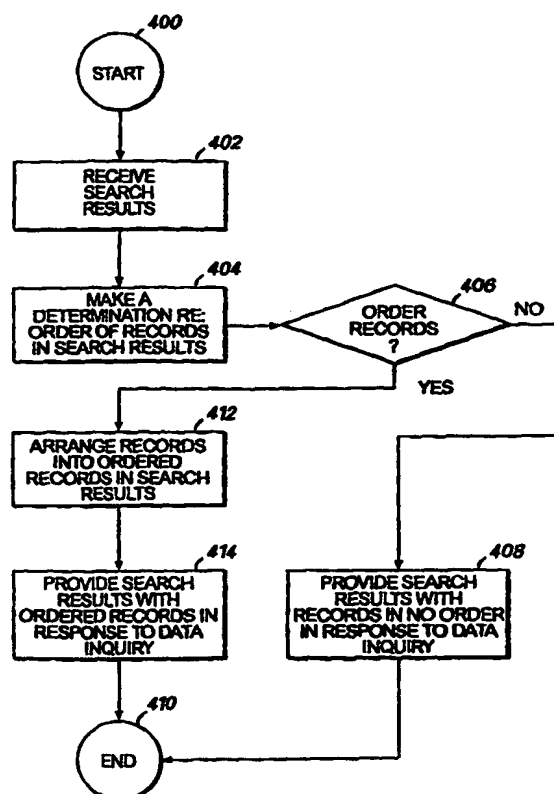 400
START
402
RECEIVE
SEARCH
RESULTS
404
MAKE A
DETERMINATION RE:
ORDER OF RECORDS
IN SEARCH RESULTS
406
ORDER
RECORDS
?
NO
YES
412
ARRANGE RECORDS
INTO ORDERED
RECORDS IN SEARCH
RESULTS
414
PROVIDE SEARCH
RESULTS WITH
ORDERED RECORDS IN
RESPONSE TO DATA
INQUIRY
408
PROVIDE SEARCH
RESULTS WITH
RECORDS IN NO ORDER
IN RESPONSE TO DATA
INQUIRY
410
END